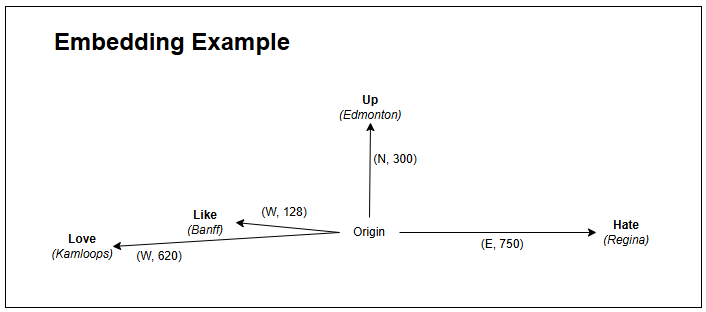 Embedding Example
Up
(Edmonton)
(N, 300)
Like
(Banff)
(W, 128)
Origin
Love
(Kamloops)
(W, 620)
(E, 750)
Hate
(Regina)